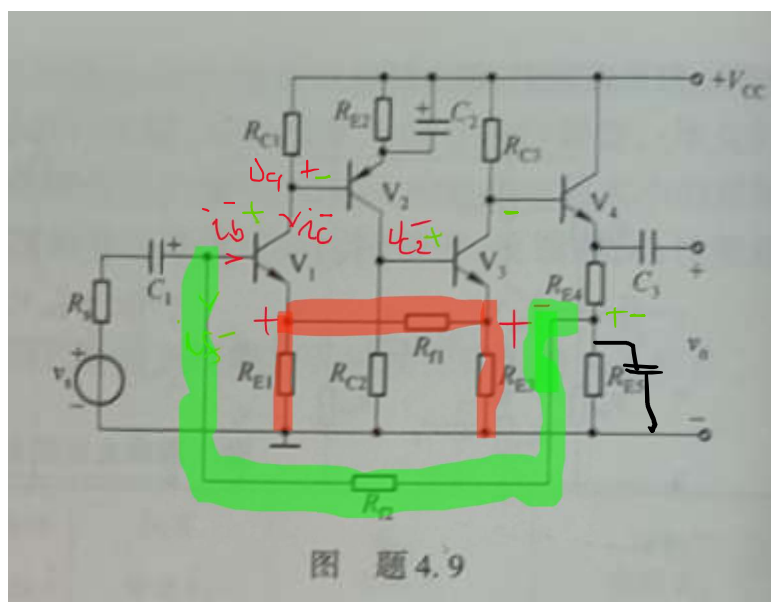 +V_CC
R_E2
+
C_2
R_C1
R_C3
+ -
V_2
V_4
-
+
V_1
+
V_3
C_3
+
C_1
R_E4
+
R_s
+
+
-
+ -
R_f1
v_s
+
-
R_E1
R_C2
R_E3
R_E5
v_o
-
R_f2
图 题4.9